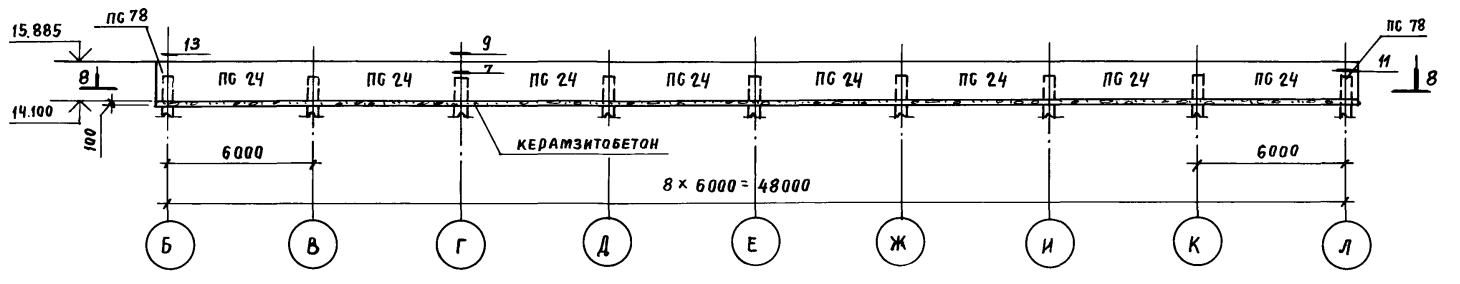 ПС 78
ПС 78
15.885
13
9
7
11
8
ПС 24
ПС 24
ПС 24
ПС 24
ПС 24
ПС 24
ПС 24
ПС 24
8
14.100
100
КЕРАМЗИТОБЕТОН
6000
6000
8 × 6000 = 48000
Б
В
Г
Д
Е
Ж
И
К
Л